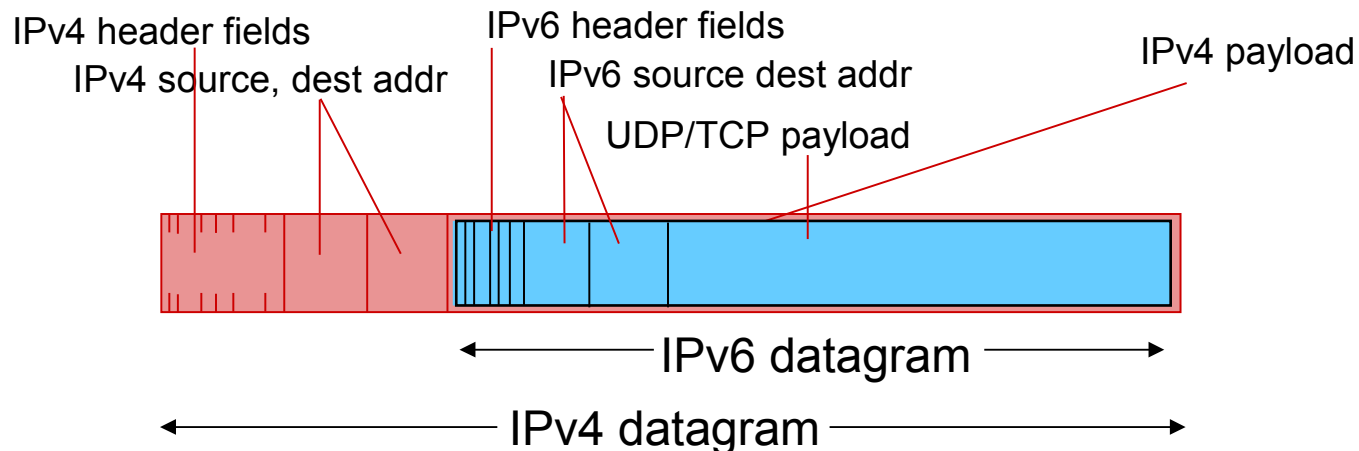 IPv4 header fields
IPv6 header fields
IPv4 payload
IPv4 source, dest addr
IPv6 source dest addr
UDP/TCP payload
IPv6 datagram
IPv4 datagram